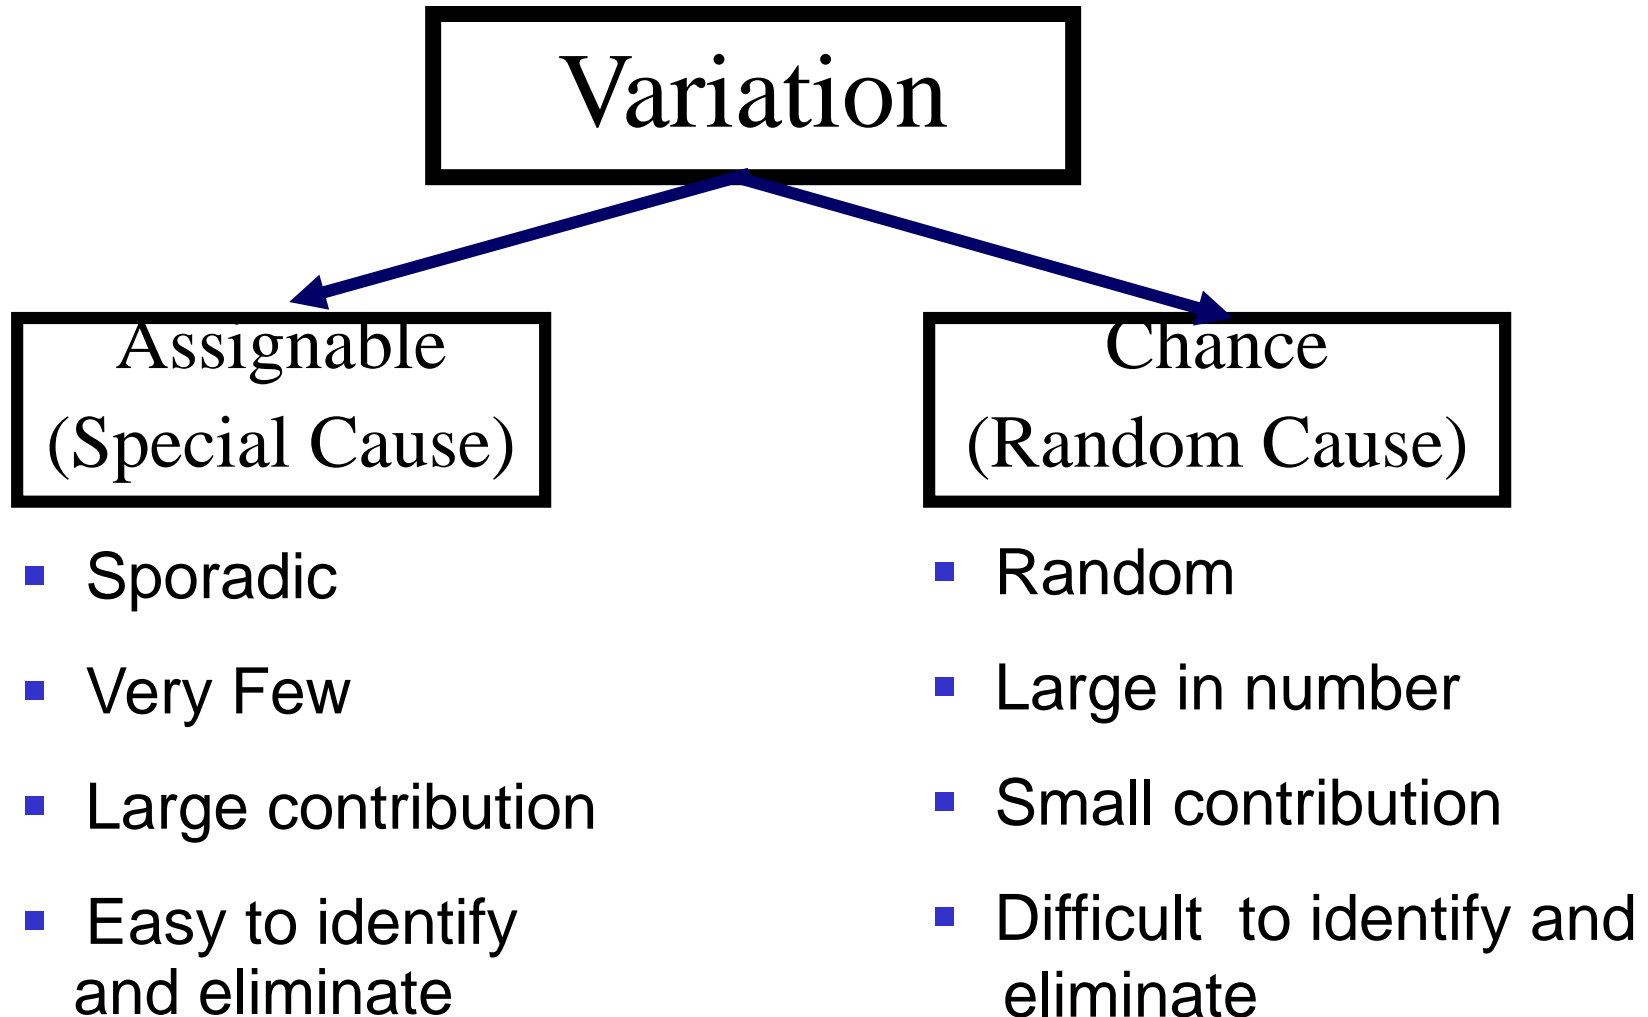 Variation
Assignable
(Special Cause)
Sporadic
Very Few
Large contribution
Easy to identify
and eliminate
Chance
(Random Cause)
Random
Large in number
Small contribution
Difficult to identify and
eliminate